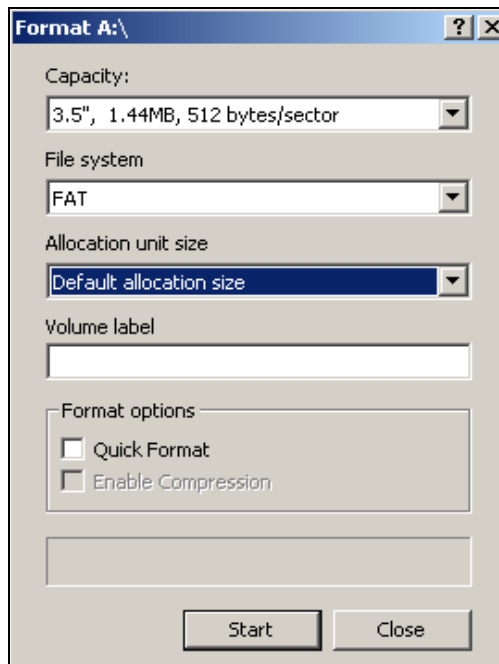 Format A:\
Capacity:
3.5", 1.44MB, 512 bytes/sector
File system
FAT
Allocation unit size
Default allocation size
Volume label
Format options
Quick Format
Enable Compression
Start Close